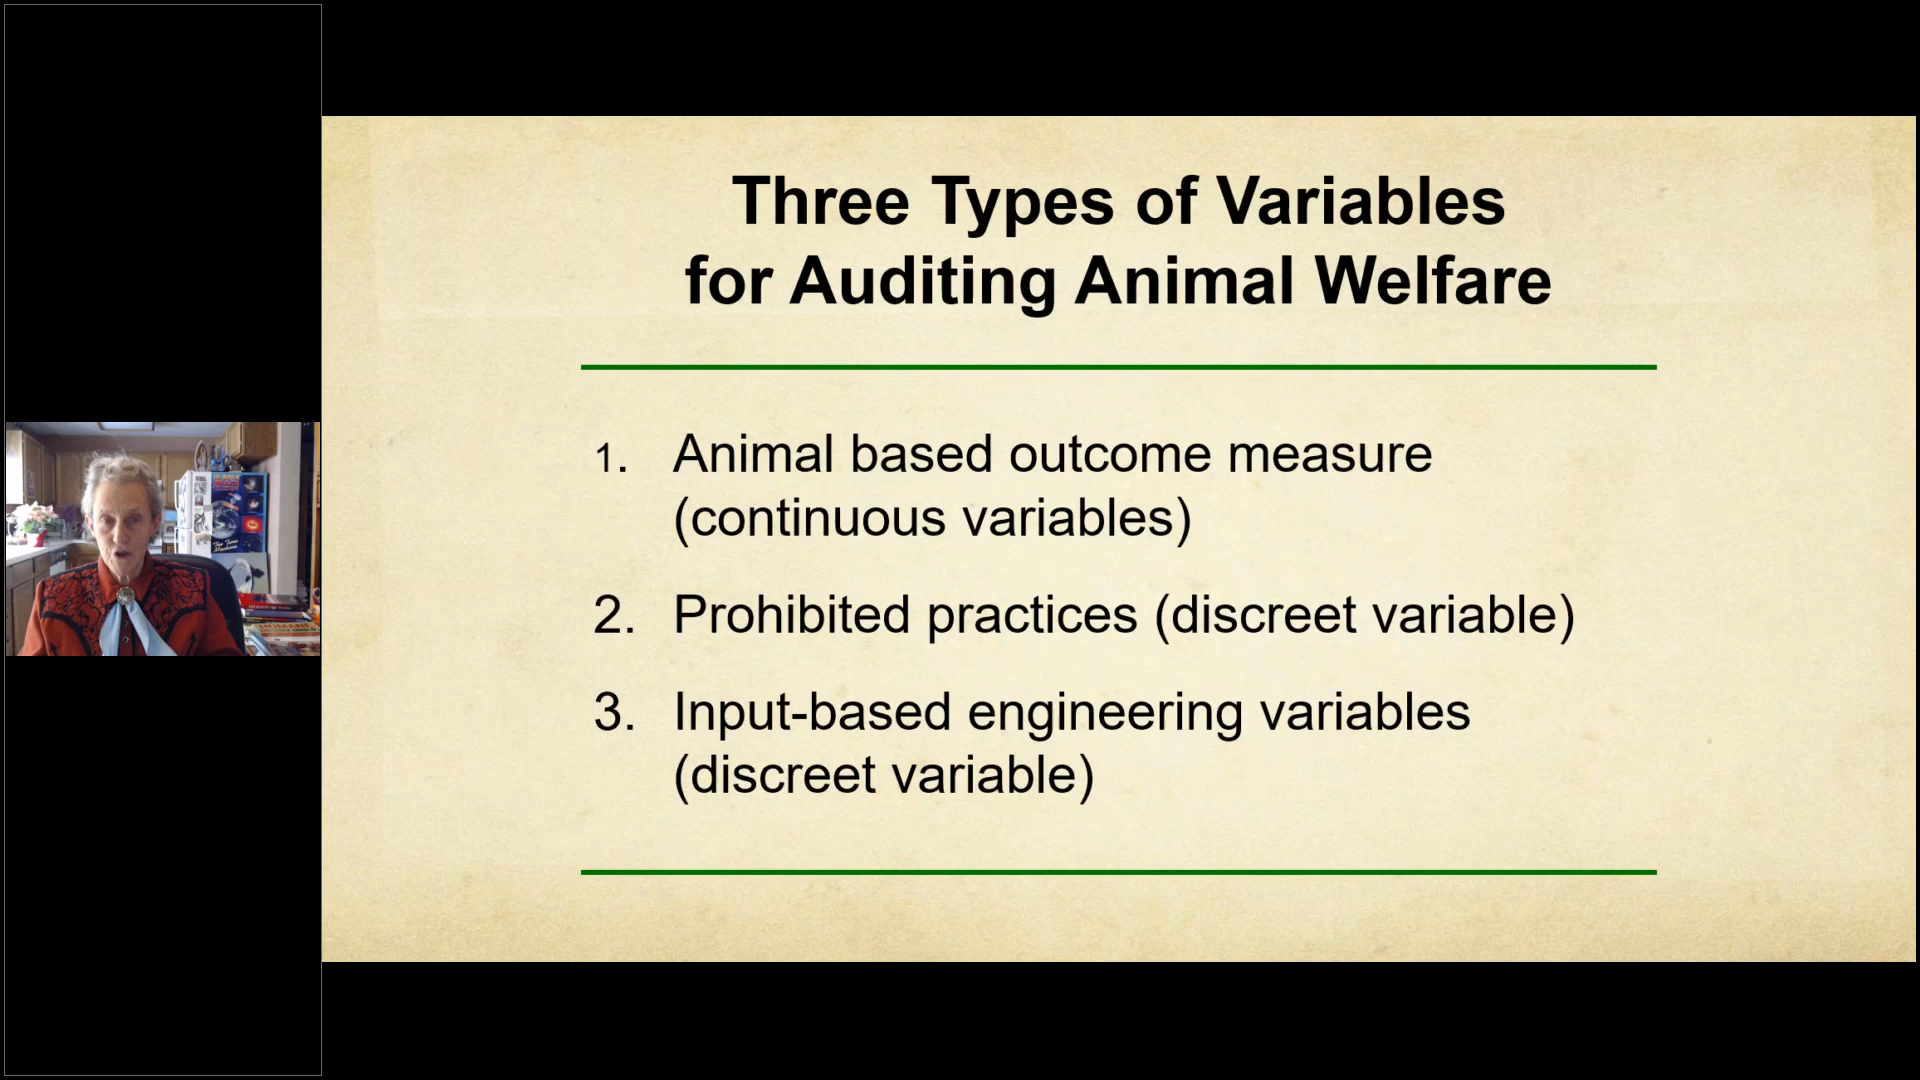 Three Types of Variables
for Auditing Animal Welfare
1. Animal based outcome measure
(continuous variables)
2. Prohibited practices (discreet variable)
3. Input-based engineering variables
(discreet variable)